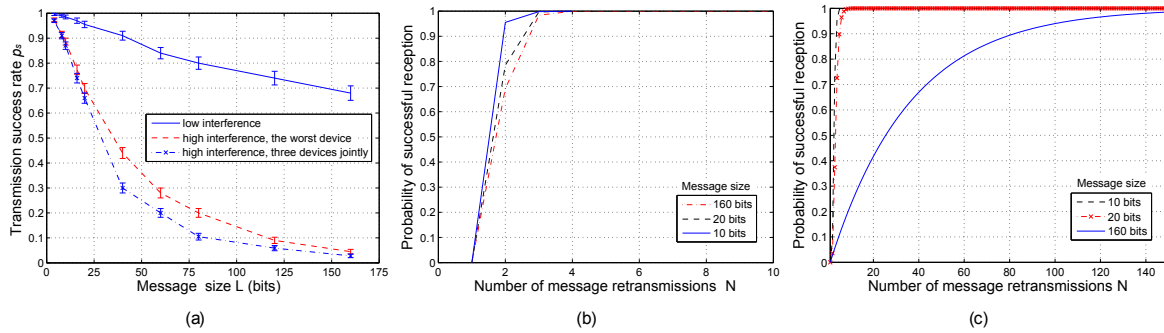 1
0.9
0.8
0.7
0.6
0.5
0.4
0.3
0.2
0.1
0
Transmission success rate pₛ
low interference
high interference, the worst device
high interference, three devices jointly
0 25 50 75 100 125 150 175
Message size L (bits)
(a)
1
0.9
0.8
0.7
0.6
0.5
0.4
0.3
0.2
0.1
0
Probability of successful reception
Message size
160 bits
20 bits
10 bits
0 2 4 6 8 10
Number of message retransmissions N
(b)
1
0.9
0.8
0.7
0.6
0.5
0.4
0.3
0.2
0.1
0
Probability of successful reception
Message size
10 bits
20 bits
160 bits
20 40 60 80 100 120 140
Number of message retransmissions N
(c)